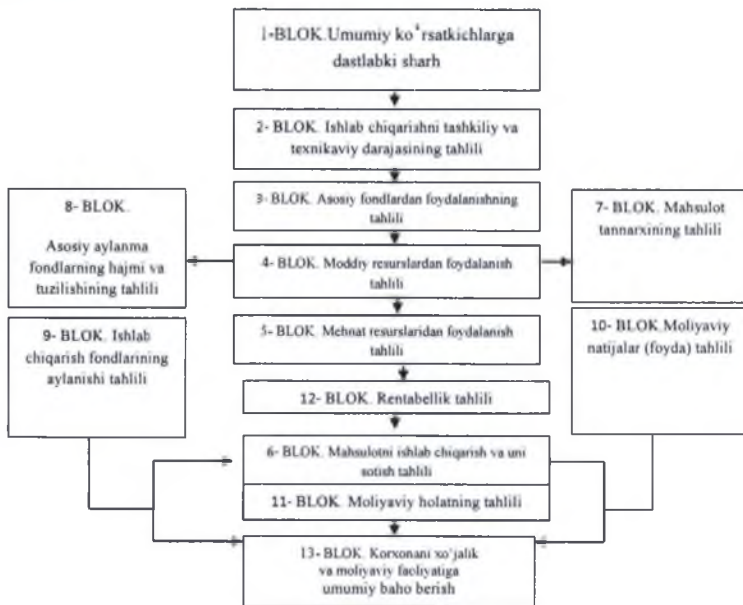 1-BLOK.Umumiy ko‘rsatkichlarga
dastlabki sharh
2- BLOK. Ishlab chiqarishni tashkiliy va
texnikaviy darajasining tahlili
3- BLOK. Asosiy fondlardan foydalanishning
tahlili
8- BLOK.
Asosiy aylanma
fondlarning hajmi va
tuzilishining tahlili
4- BLOK. Moddiy resurslardan foydalanish
tahlili
7- BLOK. Mahsulot
tannarxining tahlili
9- BLOK. Ishlab
chiqarish fondlarining
aylanishi tahlili
5- BLOK. Mehnat resurslaridan foydalanish
tahlili
10- BLOK.Moliyaviy
natijalar (foyda) tahlili
12- BLOK. Rentabellik tahlili
6- BLOK. Mahsulotni ishlab chiqarish va uni
sotish tahlili
11- BLOK. Moliyaviy holatning tahlili
13- BLOK. Korxonani xo'jalik
va moliyaviy faoliyatiga
umumiy baho berish